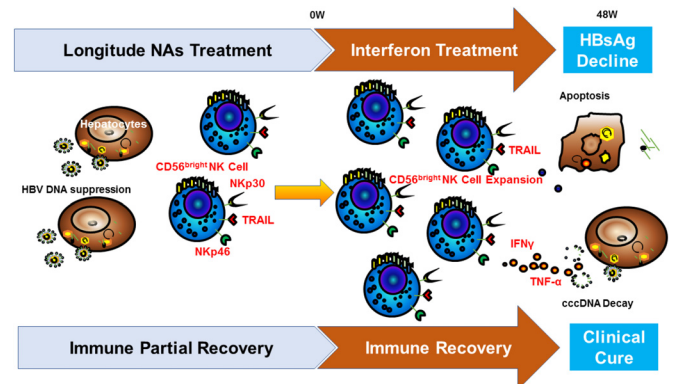 0W
48W
Longitude NAs Treatment
Interferon Treatment
HBsAg
Decline
Hepatocytes
Apoptosis
TRAIL
CD56bright NK Cell
NKp30
CD56bright NK Cell Expansion
HBV DNA suppression
TRAIL
NKp46
IFNγ
TNF-α
cccDNA Decay
Immune Partial Recovery
Immune Recovery
Clinical
Cure